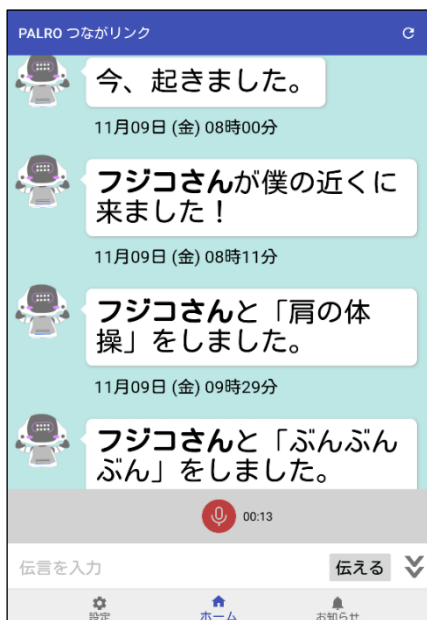 PALRO つながリンク
今、起きました。
11月09日 (金) 08時00分
フジコさんが僕の近くに
来ました！
11月09日 (金) 08時11分
フジコさんと「肩の体
操」をしました。
11月09日 (金) 09時29分
フジコさんと「ぶんぶん
ぶん」をしました。
00:13
伝言を入力
伝える
設定
ホーム
お知らせ